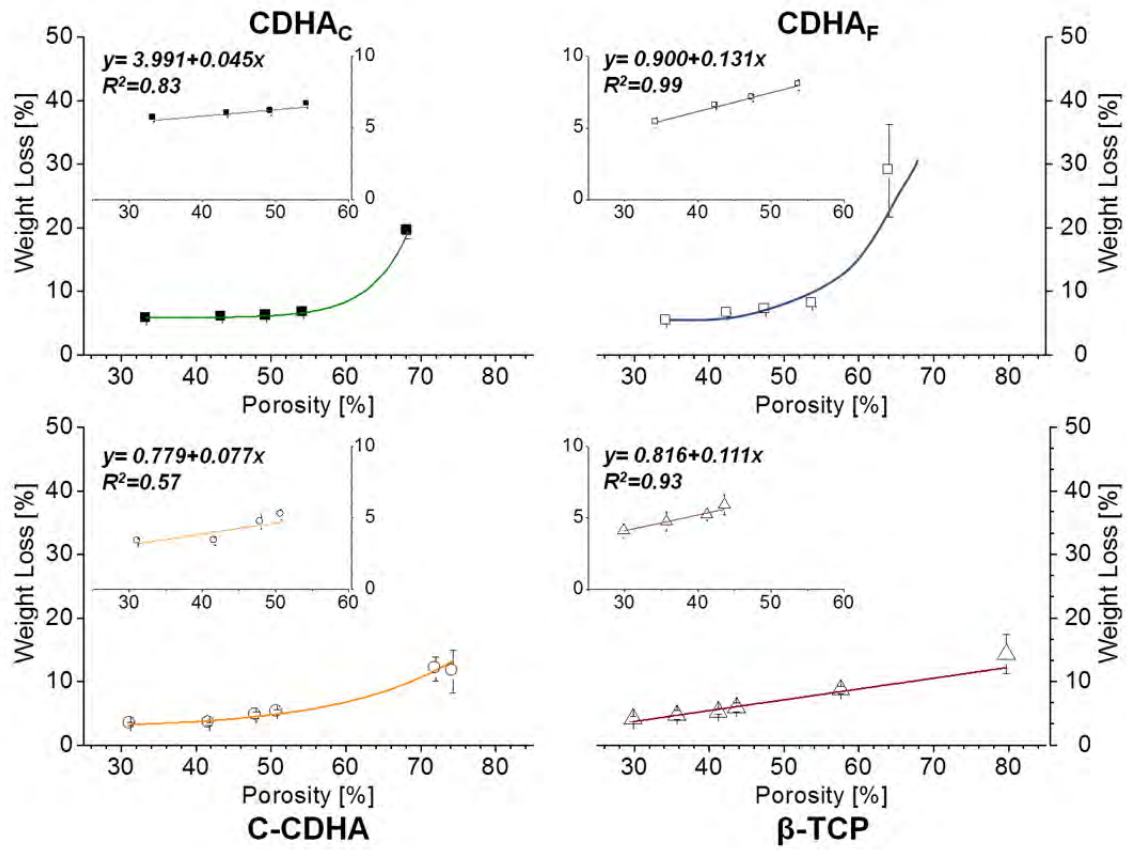 CDHAC
50
40
30
20
10
0
Weight Loss [%]
y= 3.991+0.045x
R²=0.83
10
5
0
30 40 50 60
30 40 50 60 70 80
Porosity [%]
CDHAF
50
40
30
20
10
0
Weight Loss [%]
y= 0.900+0.131x
R²=0.99
10
5
0
30 40 50 60
30 40 50 60 70 80
Porosity [%]
50
40
30
20
10
0
Weight Loss [%]
y= 0.779+0.077x
R²=0.57
10
5
0
30 40 50 60
30 40 50 60 70 80
Porosity [%]
C-CDHA
50
40
30
20
10
0
Weight Loss [%]
y= 0.816+0.111x
R²=0.93
10
5
0
30 40 50 60
30 40 50 60 70 80
Porosity [%]
β-TCP